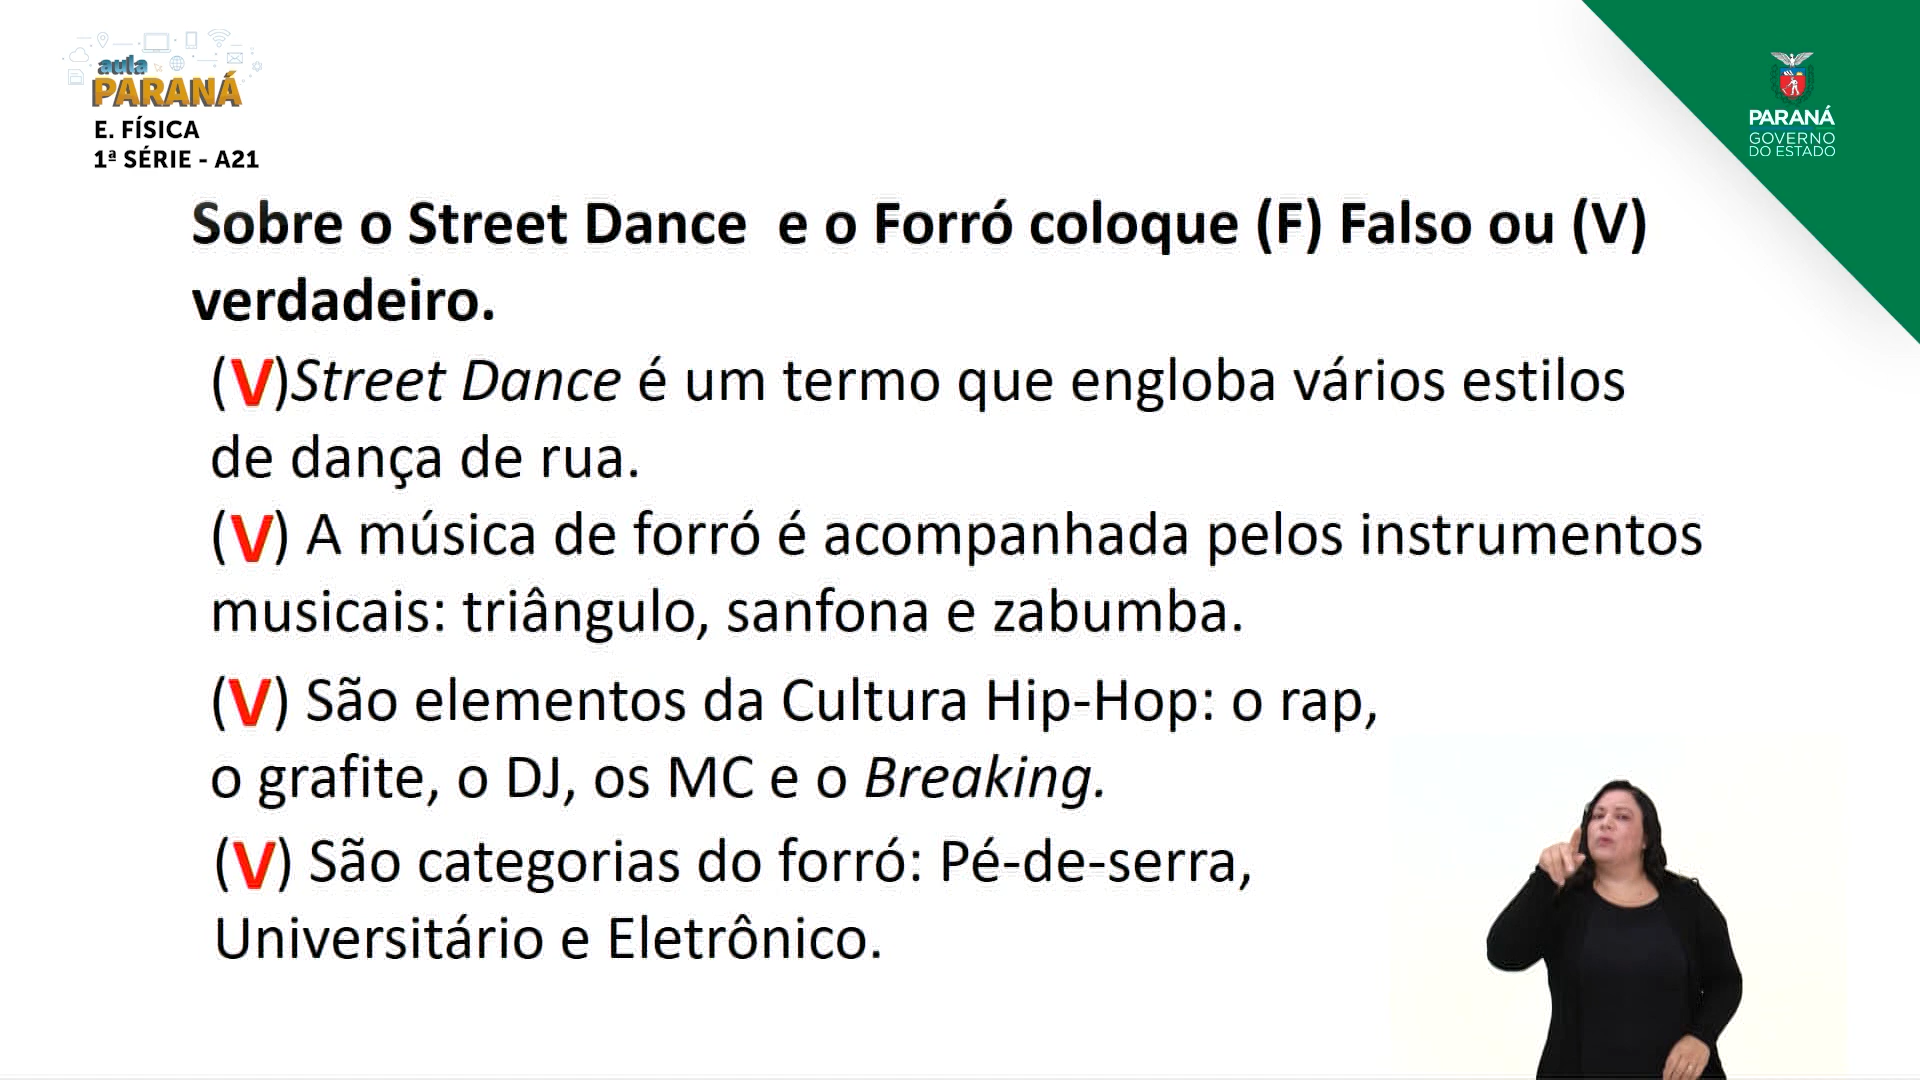 aula
PARANÁ
E. FÍSICA
1ª SÉRIE - A21
PARANÁ
GOVERNO
DO ESTADO
Sobre o Street Dance  e o Forró coloque (F) Falso ou (V)
verdadeiro.
(V)Street Dance é um termo que engloba vários estilos
de dança de rua.
(V) A música de forró é acompanhada pelos instrumentos
musicais: triângulo, sanfona e zabumba.
(V) São elementos da Cultura Hip-Hop: o rap,
o grafite, o DJ, os MC e o Breaking.
(V) São categorias do forró: Pé-de-serra,
Universitário e Eletrônico.